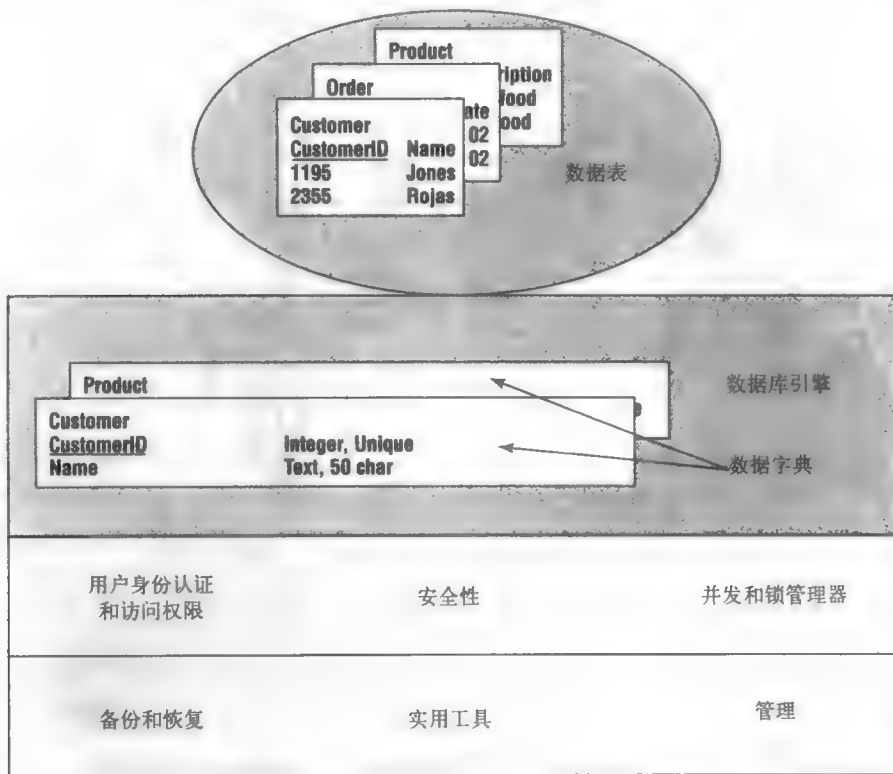 Product
ription
Wood
ood
Order
ate
02
02
Customer
CustomerID Name
1195 Jones
2355 Rojas
数据表
Product
数据库引擎
Customer
CustomerID Integer, Unique
Name Text, 50 char
数据字典
用户身份认证
和访问权限
安全性
并发和锁管理器
备份和恢复
实用工具
管理